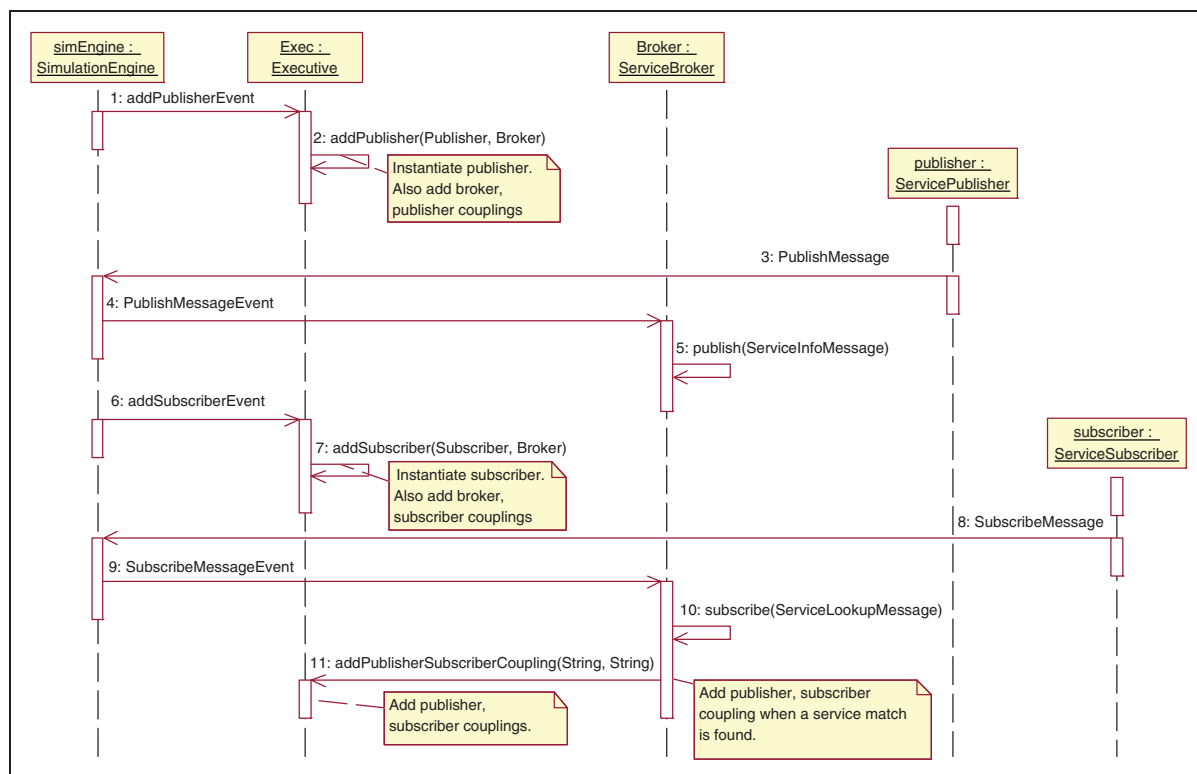 simEngine :
SimulationEngine
Exec :
Executive
Broker :
ServiceBroker
1: addPublisherEvent
2: addPublisher(Publisher, Broker)
Instantiate publisher.
Also add broker,
publisher couplings
publisher :
ServicePublisher
3: PublishMessage
4: PublishMessageEvent
5: publish(ServiceInfoMessage)
6: addSubscriberEvent
7: addSubscriber(Subscriber, Broker)
Instantiate subscriber.
Also add broker,
subscriber couplings
subscriber :
ServiceSubscriber
8: SubscribeMessage
9: SubscribeMessageEvent
10: subscribe(ServiceLookupMessage)
11: addPublisherSubscriberCoupling(String, String)
Add publisher,
subscriber couplings.
Add publisher, subscriber
coupling when a service match
is found.